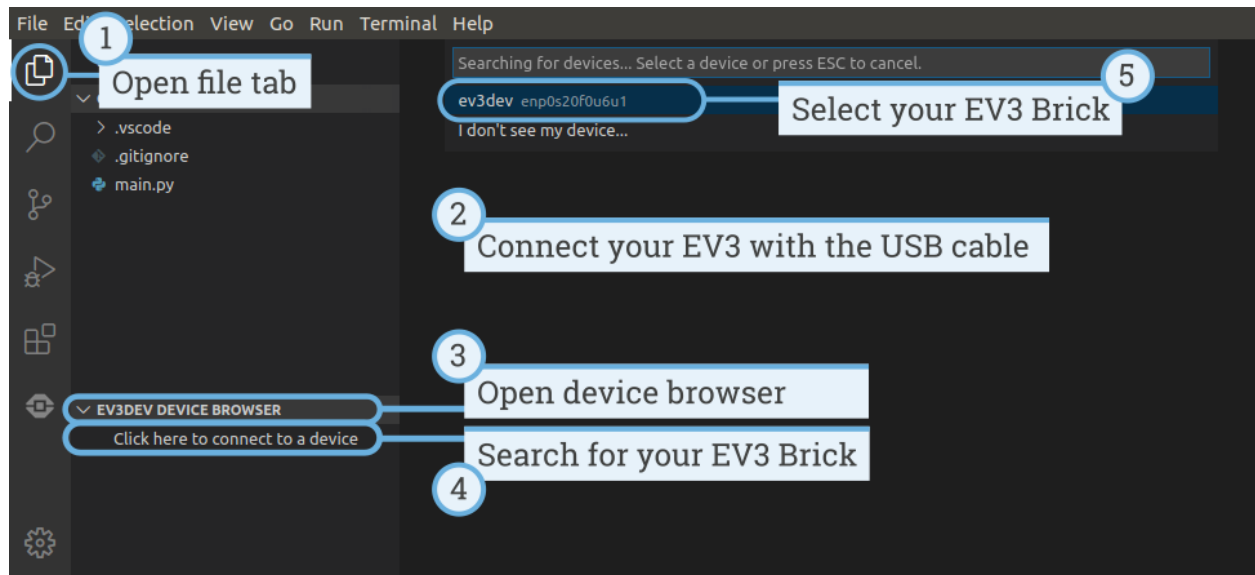 File Edit Selection View Go Run Terminal Help
1
Open file tab
Searching for devices... Select a device or press ESC to cancel.
5
ev3dev enp0s20f0u6u1
Select your EV3 Brick
I don't see my device...
.vscode
.gitignore
main.py
2
Connect your EV3 with the USB cable
3
Open device browser
EV3DEV DEVICE BROWSER
Click here to connect to a device
Search for your EV3 Brick
4